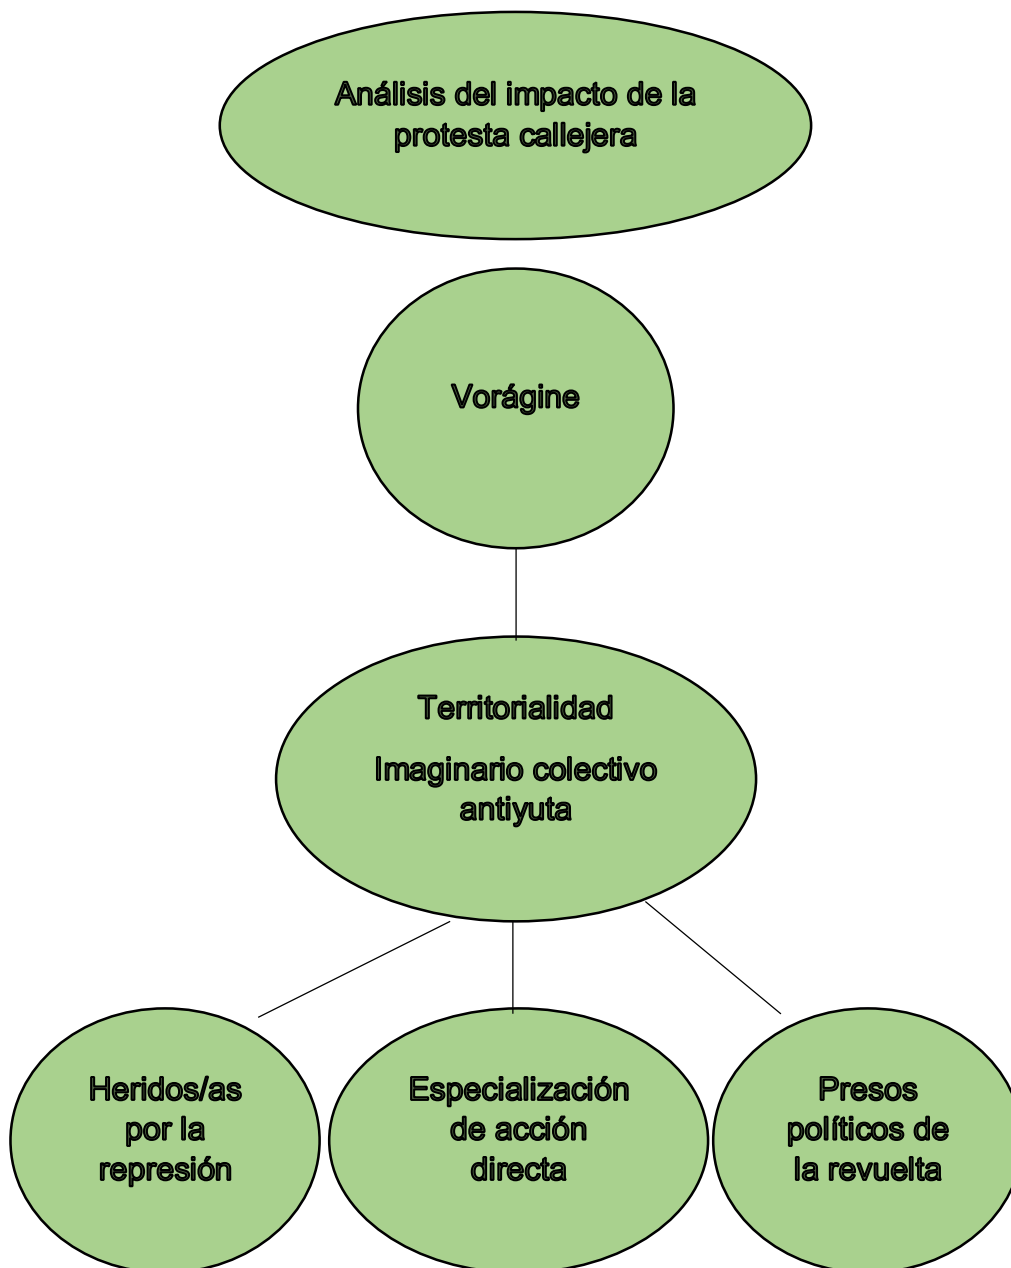 Análisis del impacto de la
protesta callejera
Vorágine
Territorialidad
Imaginario colectivo
antiyuta
Heridos/as
por la
represión
Especialización
de acción
directa
Presos
políticos de
la revuelta